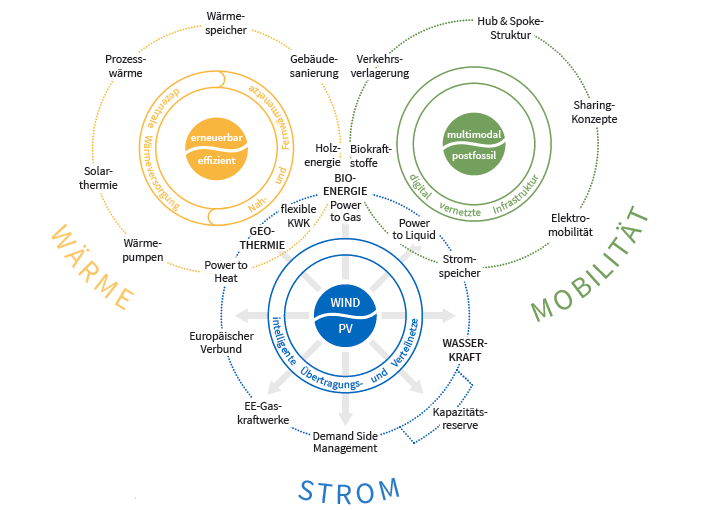 Wärme-
speicher
Prozess-
wärme
Gebäude-
sanierung
dezentrale Wärmeversorgung
Nah- und Fernwärmenetze
erneuerbar
effizient
Solar-
thermie
Holz-
energie
Wärme-
pumpen
WÄRME
Hub & Spoke-
Struktur
Verkehrs-
verlagerung
Sharing-
Konzepte
multimodal
postfossil
digital vernetzte Infrastruktur
Biokraft-
stoffe
Elektro-
mobilität
MOBILITÄT
BIO-
ENERGIE
Power
to Gas
flexible
KWK
GEO-
THERMIE
Power
to Liquid
Power to
Heat
Strom-
speicher
WIND
PV
intelligente Übertragungs- und Verteilnetze
Europäischer
Verbund
WASSER-
KRAFT
EE-Gas-
kraftwerke
Kapazitäts-
reserve
Demand Side
Management
STROM